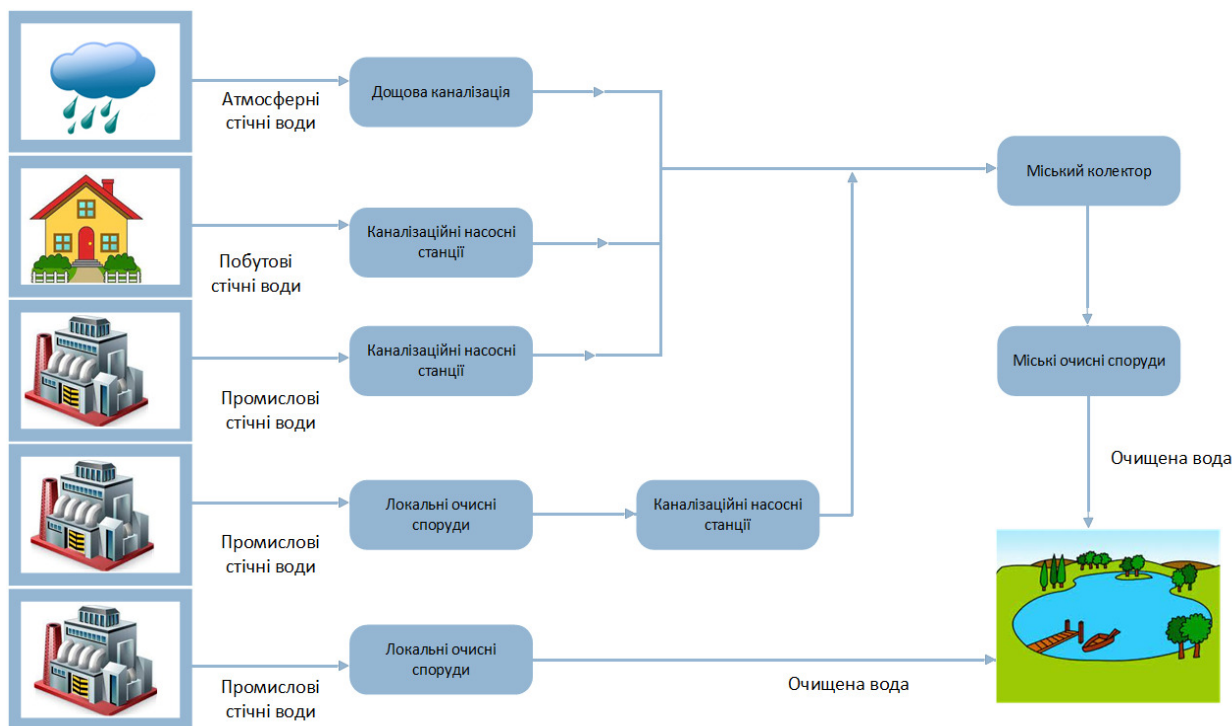 Атмосферні
стічні води
Дощова каналізація
Міський колектор
Побутові
стічні води
Каналізаційні насосні
станції
Промислові
стічні води
Каналізаційні насосні
станції
Міські очисні споруди
Очищена вода
Промислові
стічні води
Локальні очисні
споруди
Каналізаційні насосні
станції
Промислові
стічні води
Локальні очисні
споруди
Очищена вода